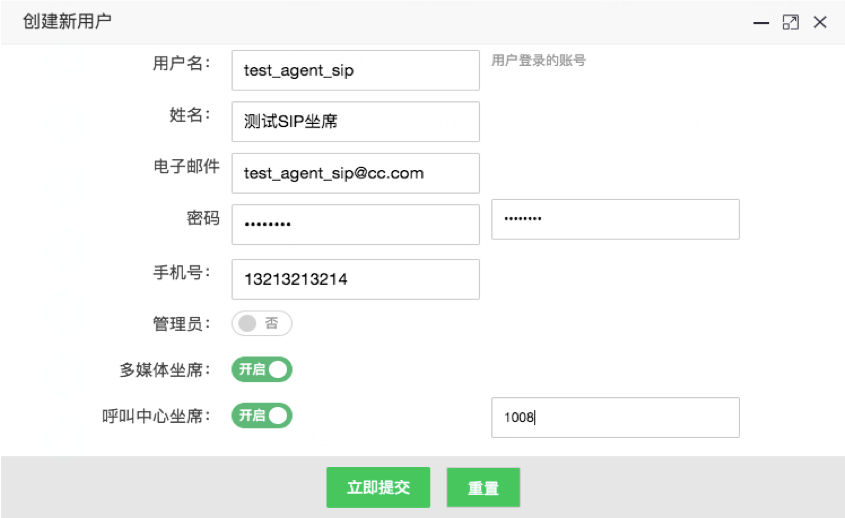 创建新用户
用户名： test_agent_sip 用户登录的账号
姓名： 测试SIP坐席
电子邮件 test_agent_sip@cc.com
密码 •••••••• ••••••••
手机号： 13213213214
管理员： 否
多媒体坐席： 开启
呼叫中心坐席： 开启 1008
立即提交 重置